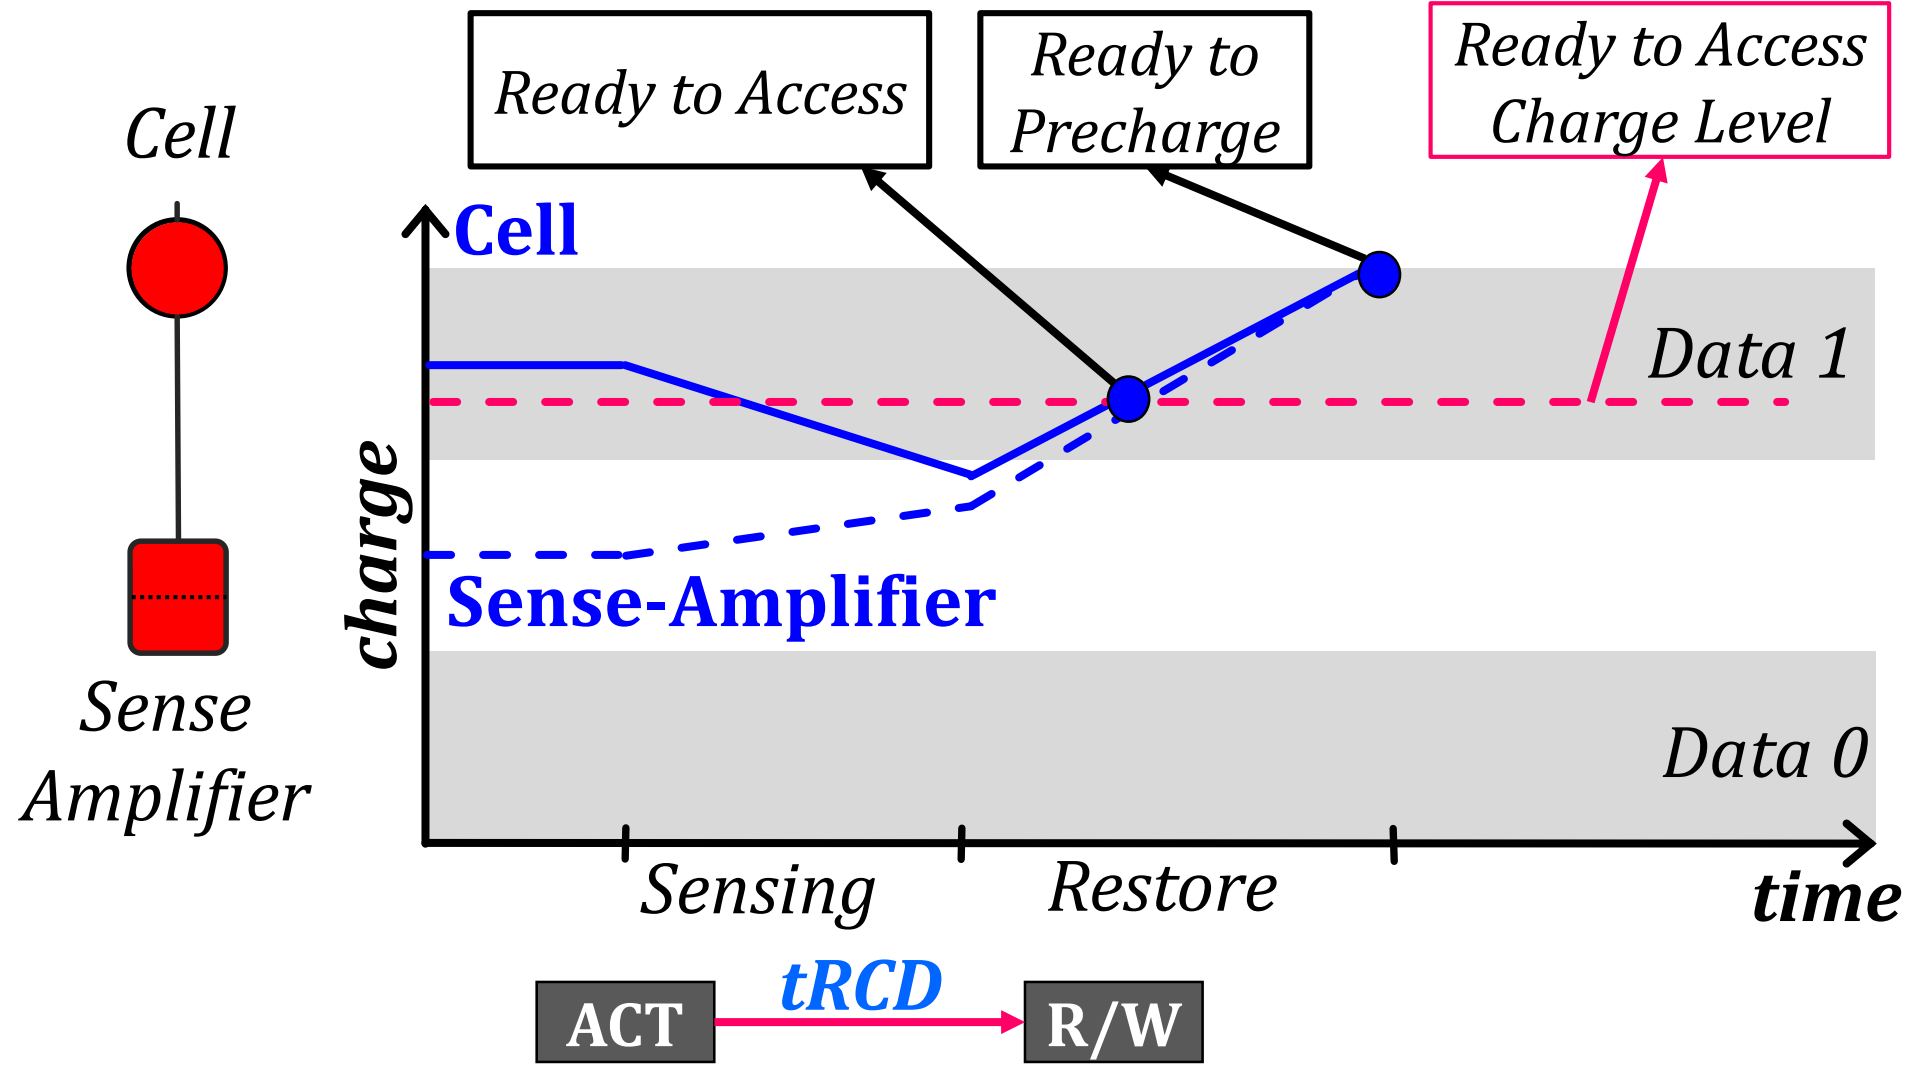 Ready to Access
Ready to
Precharge
Ready to Access
Charge Level
Cell
Cell
Data 1
charge
Sense-Amplifier
Sense
Amplifier
Data 0
Sensing
Restore
time
tRCD
ACT
R/W